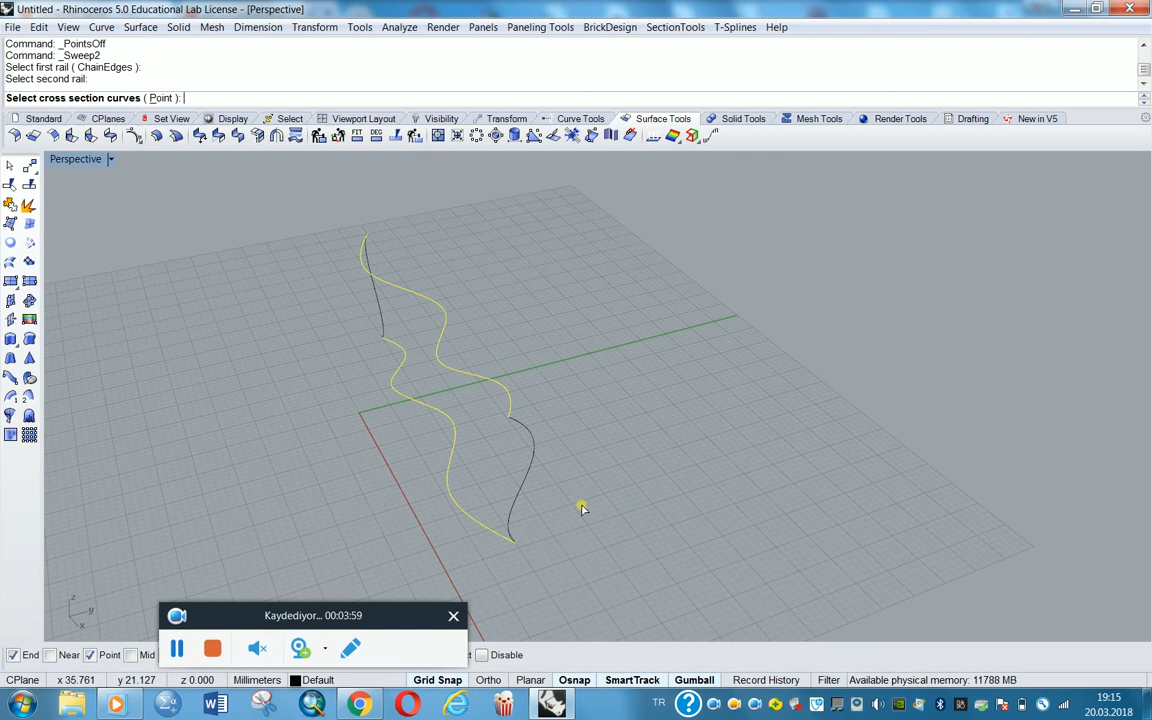 Untitled - Rhinoceros 5.0 Educational Lab License - [Perspective]
File Edit View Curve Surface Solid Mesh Dimension Transform Tools Analyze Render Panels Paneling Tools BrickDesign SectionTools T-Splines Help
Command: _PointsOff
Command: _Sweep2
Select first rail ( ChainEdges ):
Select second rail:
Select cross section curves ( Point ):
Standard CPlanes Set View Display Select Viewport Layout Visibility Transform Curve Tools Surface Tools Solid Tools Mesh Tools Render Tools Drafting New in V5
FIT DEG
Perspective
z
y
x
Kaydediyor... 00:03:59
End Near Point Mid Disable
CPlane x 35.761 y 21.127 z 0.000 Millimeters Default Grid Snap Ortho Planar Osnap SmartTrack Gumball Record History Filter Available physical memory: 11788 MB
TR 19:15
20.03.2018